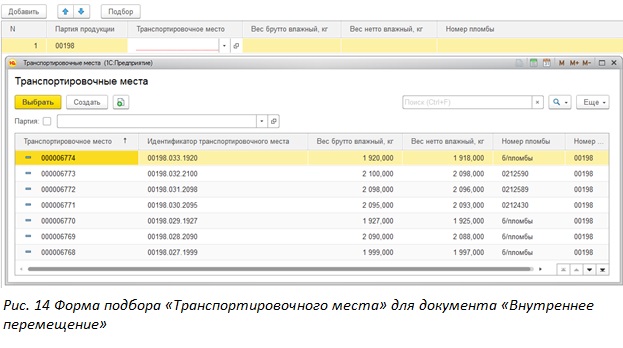 Добавить Подбор
N Партия продукции Транспортировочное место Вес брутто влажный, кг Вес нетто влажный, кг Номер пломбы
1 00198
Транспортировочные места (1С:Предприятие) M M+ M-
Транспортировочные места
Выбрать Создать Поиск (Ctrl+F) × Еще
Партия:
Транспортировочное место ↑ Идентификатор транспортировочного места Вес брутто влажный, кг Вес нетто влажный, кг Номер пломбы Номер ...
000006774 00198.033.1920 1 920,000 1 918,000 б/пломбы 00198
000006773 00198.032.2100 2 100,000 2 098,000 0212590 00198
000006772 00198.031.2098 2 098,000 2 096,000 0212589 00198
000006771 00198.030.2095 2 095,000 2 093,000 0212430 00198
000006770 00198.029.1927 1 927,000 1 925,000 б/пломбы 00198
000006769 00198.028.2090 2 090,000 2 088,000 б/пломбы 00198
000006768 00198.027.1999 1 999,000 1 997,000 б/пломбы 00198
Рис. 14 Форма подбора «Транспортировочного места» для документа «Внутреннее
перемещение»